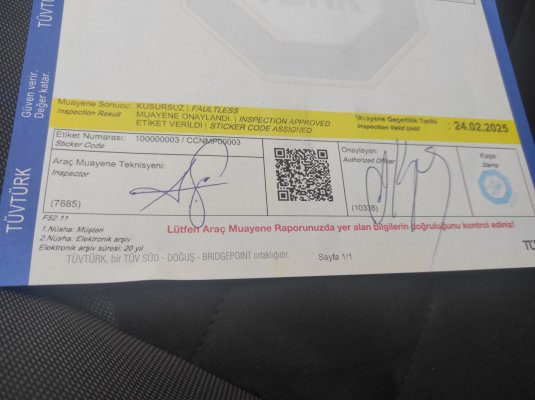 TÜVTÜRK
Güven verir.
Değer katar.
TÜVTÜRK
Muayene Sonucu: KUSURSUZ | FAULTLESS
Inspection Result MUAYENE ONAYLANDI. | INSPECTION APPROVED
ETİKET VERİLDİ | STICKER CODE ASSIGNED
Muayene Geçerlilik Tarihi
Inspection Valid Until : 24.02.2025
Etiket Numarası: 100000003 / CCNMP00003
Sticker Code
Araç Muayene Teknisyeni:
Inspector
(7685)
Onaylayan:
Authorized Officer
(10338)
Kaşe
Stamp
F52.11
1.Nüsha: Müşteri
2.Nüsha: Elektronik arşiv
Elektronik arşiv süresi: 20 yıl
Lütfen Araç Muayene Raporunuzda yer alan bilgilerin doğruluğunu kontrol ediniz!
TÜVTÜRK, bir TÜV SÜD - DOĞUŞ - BRIDGEPOINT ortaklığıdır.
Sayfa 1/1